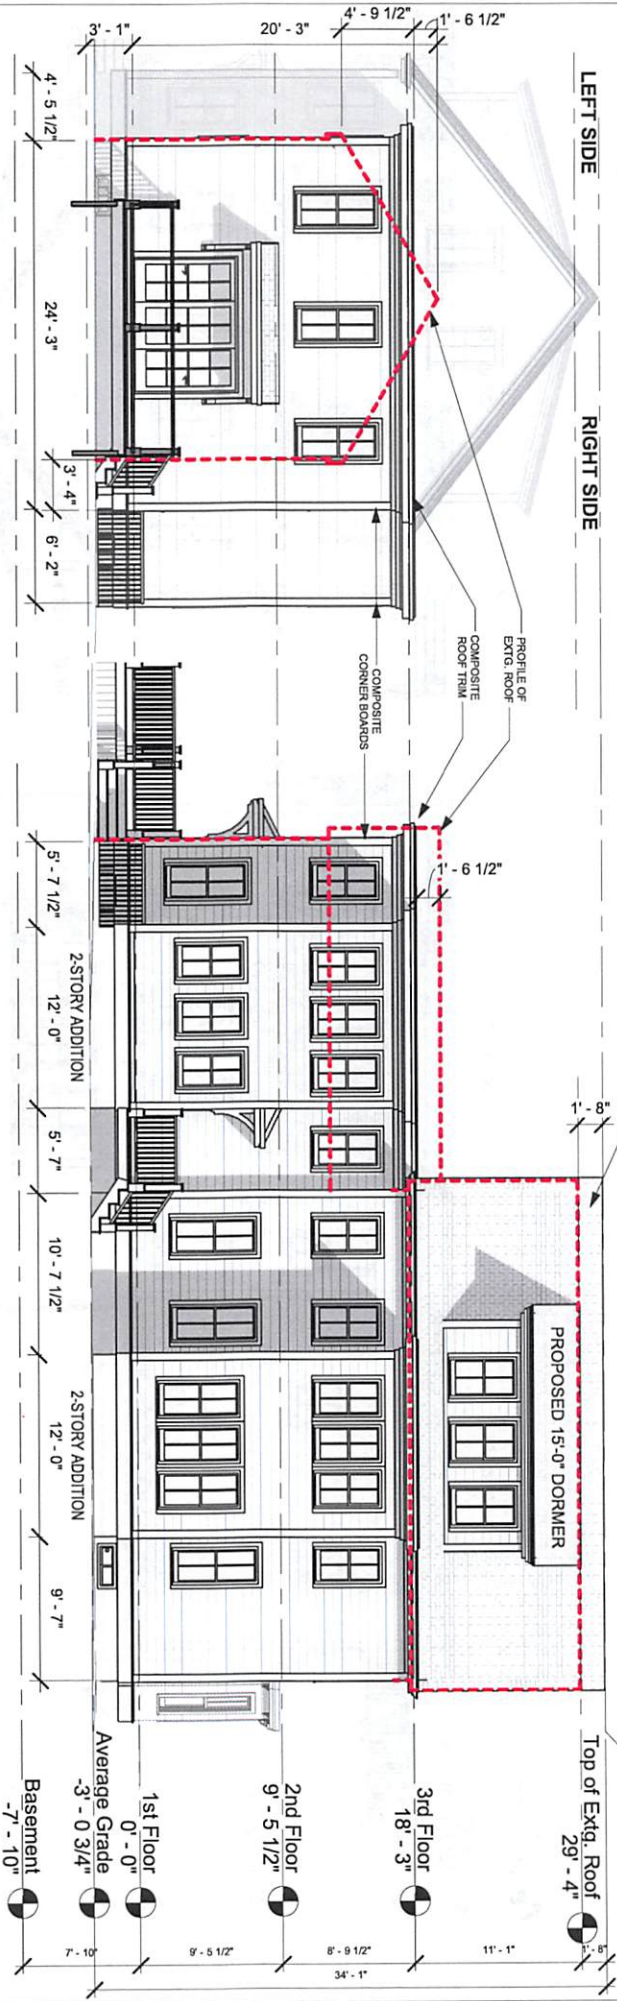 LEFT SIDE
RIGHT SIDE
3' - 1"
20' - 3"
4' - 9 1/2"
1' - 6 1/2"
4' - 5 1/2"
24' - 3"
3' - 4"
6' - 2"
PROFILE OF
EXTG. ROOF
COMPOSITE
ROOF TRIM
COMPOSITE
CORNER BOARDS
1' - 6 1/2"
1' - 8"
5' - 7 1/2"
2-STORY ADDITION
12' - 0"
5' - 7"
10' - 7 1/2"
2-STORY ADDITION
12' - 0"
9' - 7"
PROPOSED 15'-0" DORMER
Top of Extg. Roof
29' - 4"
3rd Floor
18' - 3"
2nd Floor
9' - 5 1/2"
1st Floor
0' - 0"
Average Grade
-3' - 0 3/4"
Basement
-7' - 10"
7' - 10"
9' - 5 1/2"
8' - 9 1/2"
11' - 1"
1' - 8"
34' - 1"